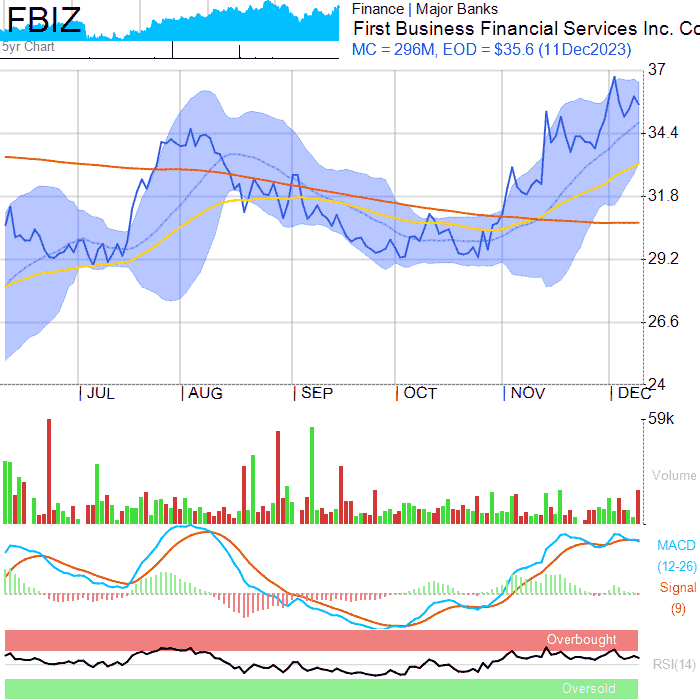 FBIZ
5yr Chart
Finance | Major Banks
First Business Financial Services Inc. Co
MC = 296M, EOD = $35.6 (11Dec2023)
37
34.4
31.8
29.2
26.6
24
JUL AUG SEP OCT NOV DEC
59k
Volume
MACD
(12-26)
Signal
(9)
Overbought
RSI(14)
Oversold